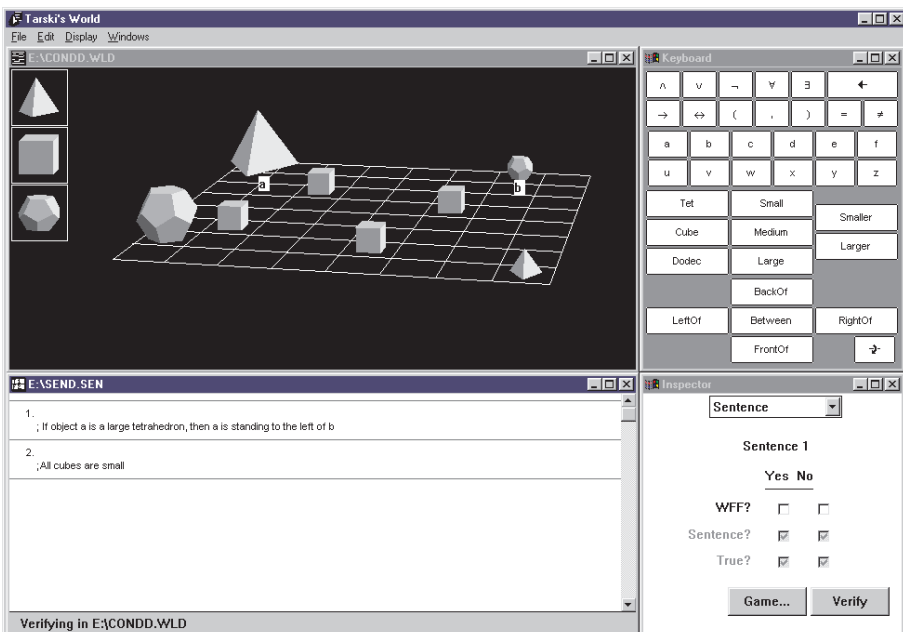 Tarski's World
File Edit Display Windows
E:\CONDD.WLD
a
b
Keyboard
∧ ∨ ¬ ∀ ∃ ←
→ ↔ ( , ) = ≠
a b c d e f
u v w x y z
Tet Small Smaller
Cube Medium Larger
Dodec Large
BackOf
LeftOf Between RightOf
FrontOf
E:\SEND.SEN
1.
; If object a is a large tetrahedron, then a is standing to the left of b
2.
;All cubes are small
Verifying in E:\CONDD.WLD
Inspector
Sentence
Sentence 1
Yes No
WFF?
Sentence?
True?
Game... Verify